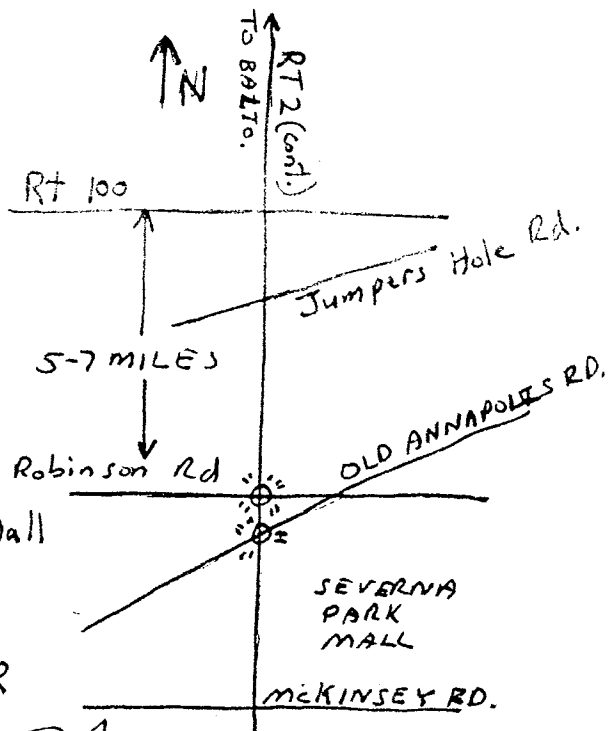 N
RT 2 (Cont.)
TO BALTO.
Rt 100
Jumpers Hole Rd.
5-7 MILES
OLD ANNAPOLIS RD.
Robinson Rd
all
SEVERNA
PARK
MALL
R
McKINSEY RD.